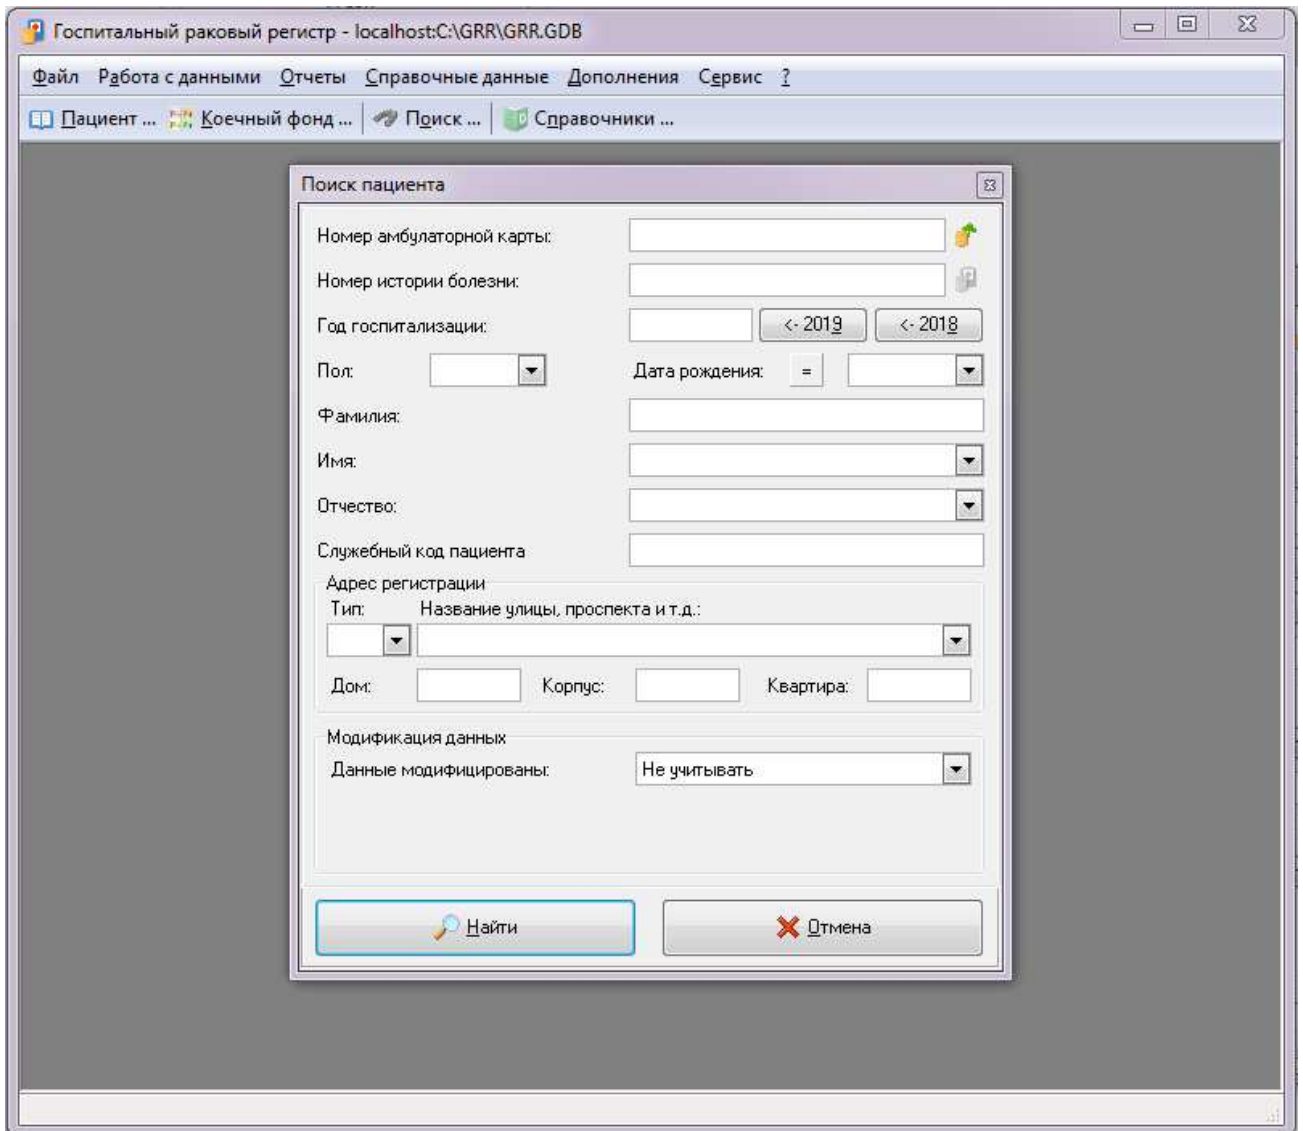 Госпитальный раковый регистр - localhost:C:\GRR\GRR.GDB
Файл Работа с данными Отчеты Справочные данные Дополнения Сервис ?
Пациент ... Коечный фонд ... Поиск ... Справочники ...
Поиск пациента
Номер амбулаторной карты:
Номер истории болезни:
Год госпитализации: <- 2019 <- 2018
Пол: Дата рождения: =
Фамилия:
Имя:
Отчество:
Служебный код пациента
Адрес регистрации
Тип: Название улицы, проспекта и т.д.:
Дом: Корпус: Квартира:
Модификация данных
Данные модифицированы: Не учитывать
Найти Отмена